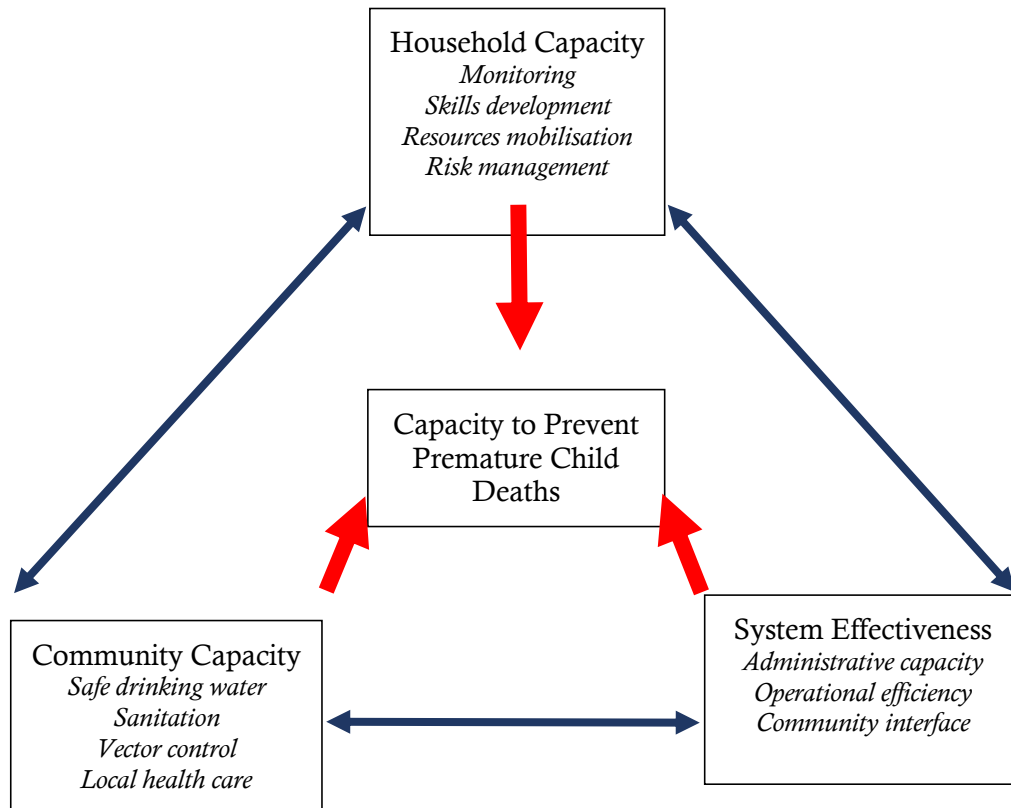 Household Capacity
Monitoring
Skills development
Resources mobilisation
Risk management
Capacity to Prevent
Premature Child
Deaths
Community Capacity
Safe drinking water
Sanitation
Vector control
Local health care
System Effectiveness
Administrative capacity
Operational efficiency
Community interface